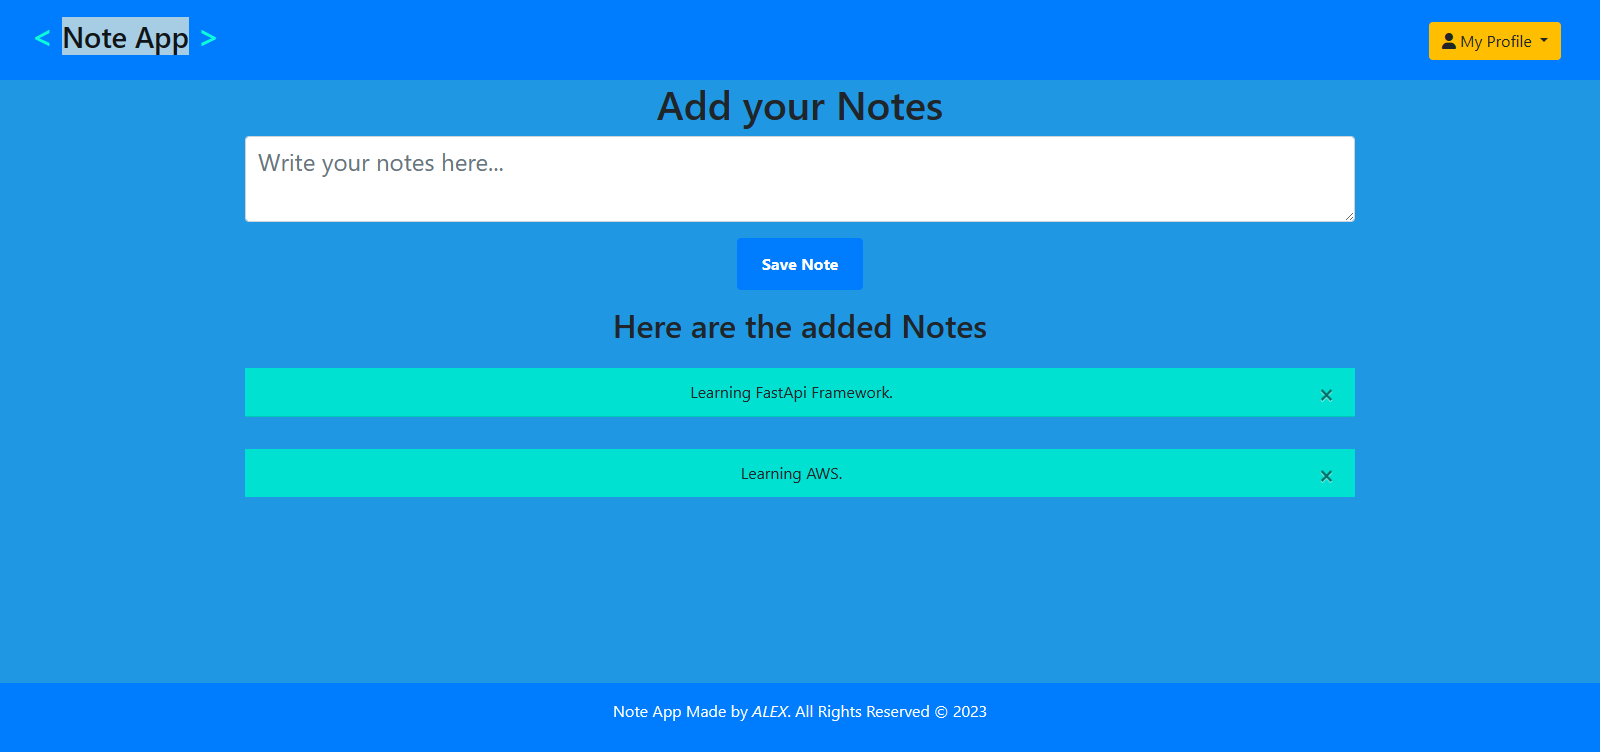 < Note App >
My Profile
Add your Notes
Write your notes here...
Save Note
Here are the added Notes
Learning FastApi Framework.
×
Learning AWS.
×
Note App Made by ALEX. All Rights Reserved © 2023